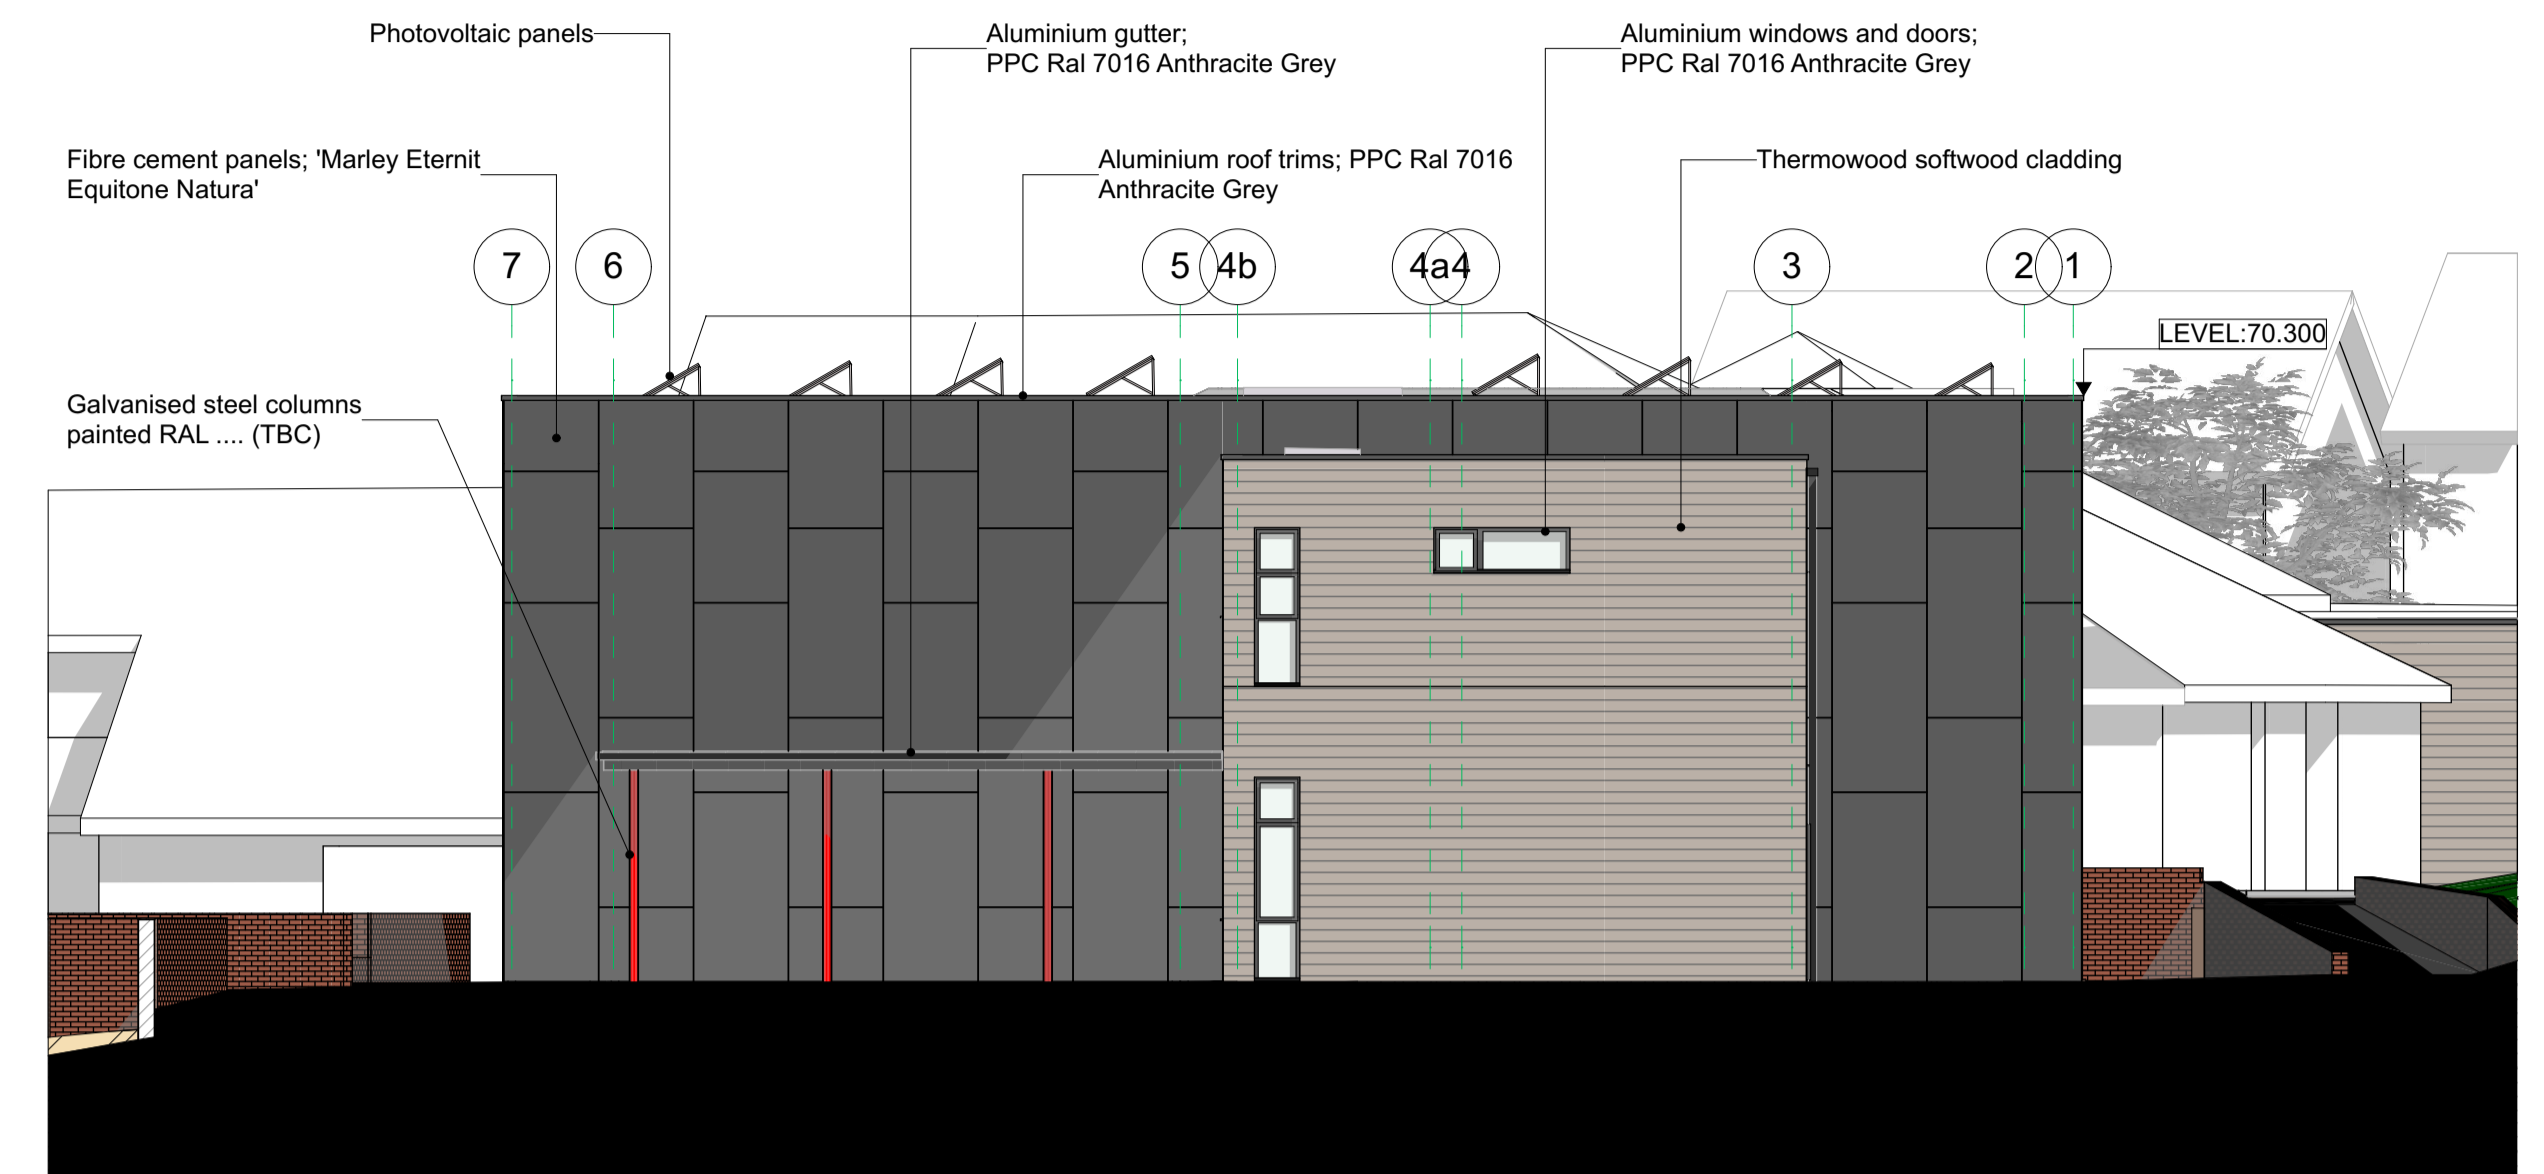 Photovoltaic panels
Aluminium gutter;
PPC Ral 7016 Anthracite Grey
Aluminium windows and doors;
PPC Ral 7016 Anthracite Grey
Fibre cement panels; 'Marley Eternit
Equitone Natura'
Aluminium roof trims; PPC Ral 7016
Anthracite Grey
Thermowood softwood cladding
7 6 5 4b 4a 4 3 2 1
LEVEL:70.300
Galvanised steel columns
painted RAL .... (TBC)